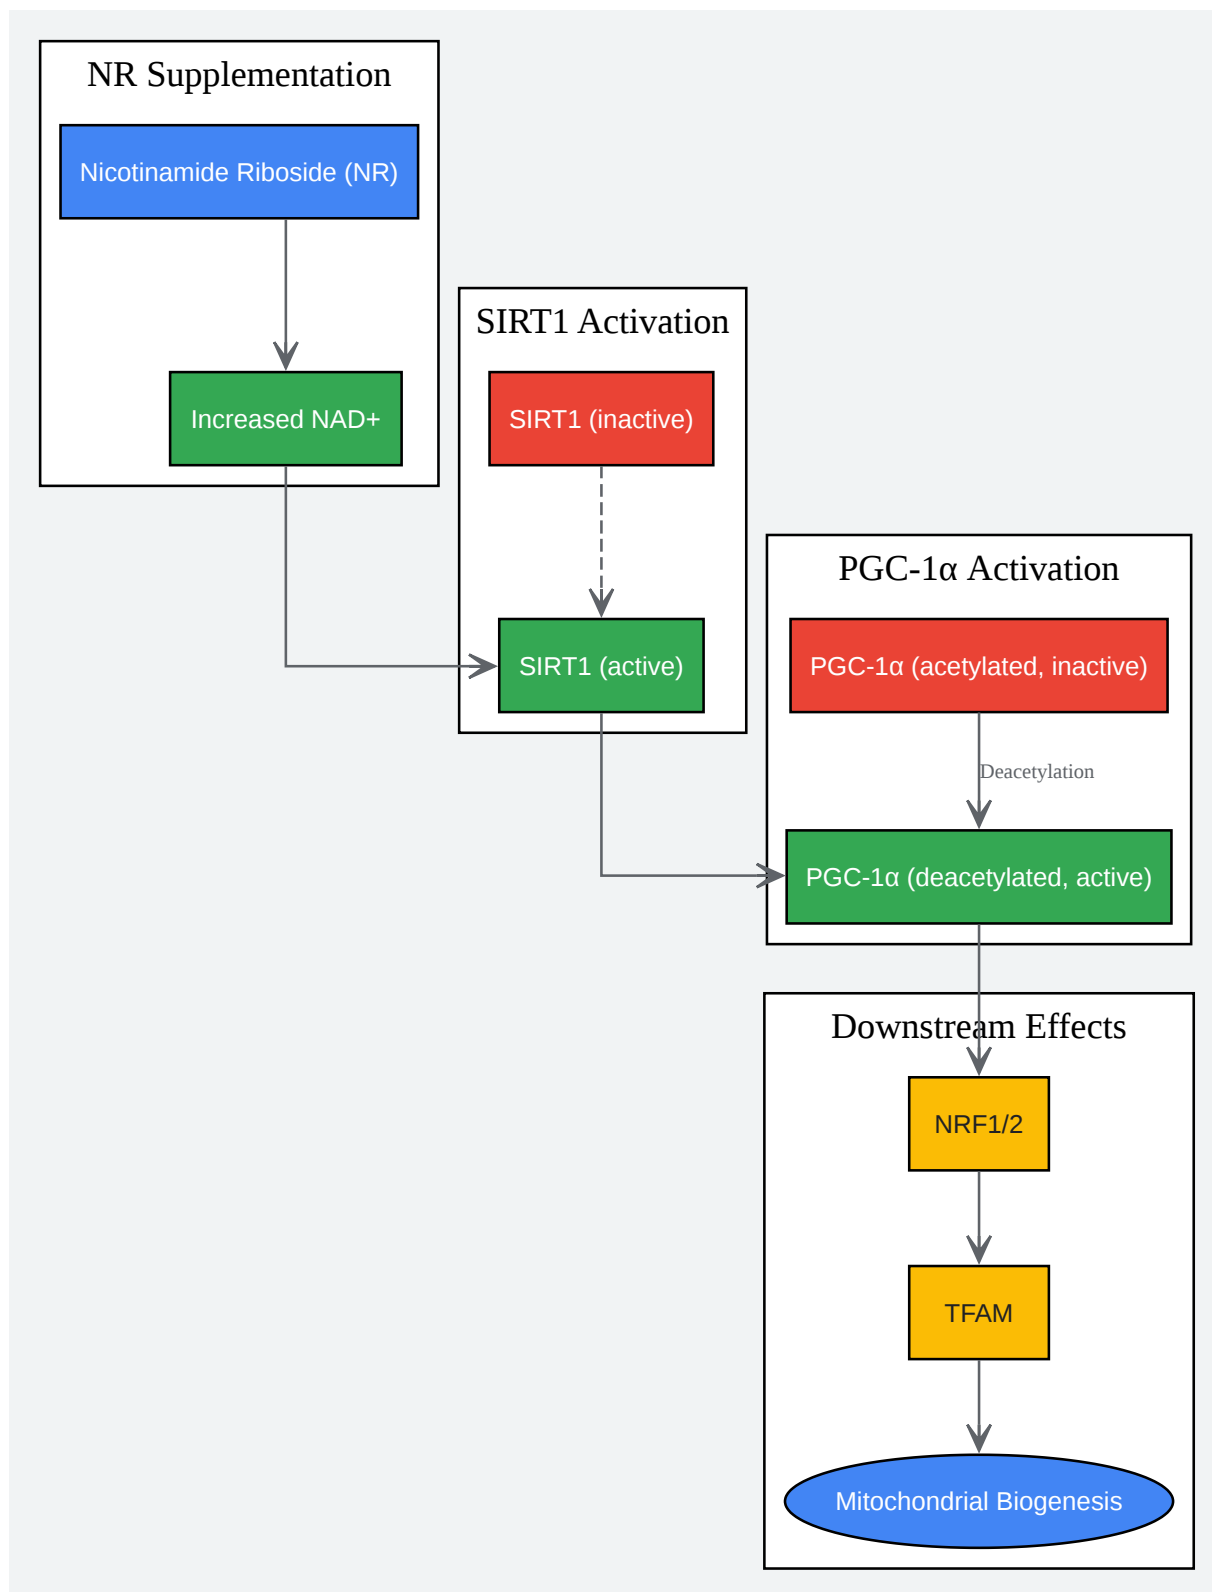 NR Supplementation
Nicotinamide Riboside (NR)
Increased NAD+
SIRT1 Activation
SIRT1 (inactive)
SIRT1 (active)
PGC-1α Activation
PGC-1α (acetylated, inactive)
Deacetylation
PGC-1α (deacetylated, active)
Downstream Effects
NRF1/2
TFAM
Mitochondrial Biogenesis